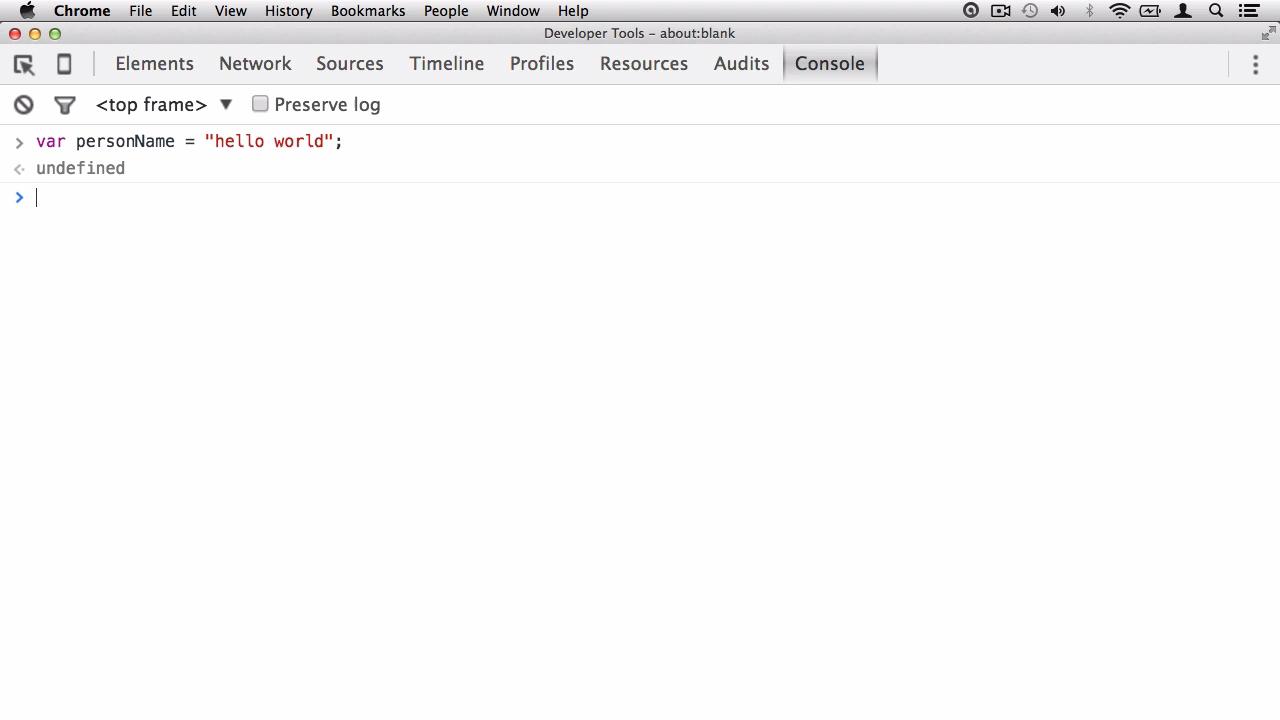 Chrome File Edit View History Bookmarks People Window Help
Developer Tools - about:blank
Elements Network Sources Timeline Profiles Resources Audits Console
<top frame> ▼ Preserve log
> var personName = "hello world";
undefined
>